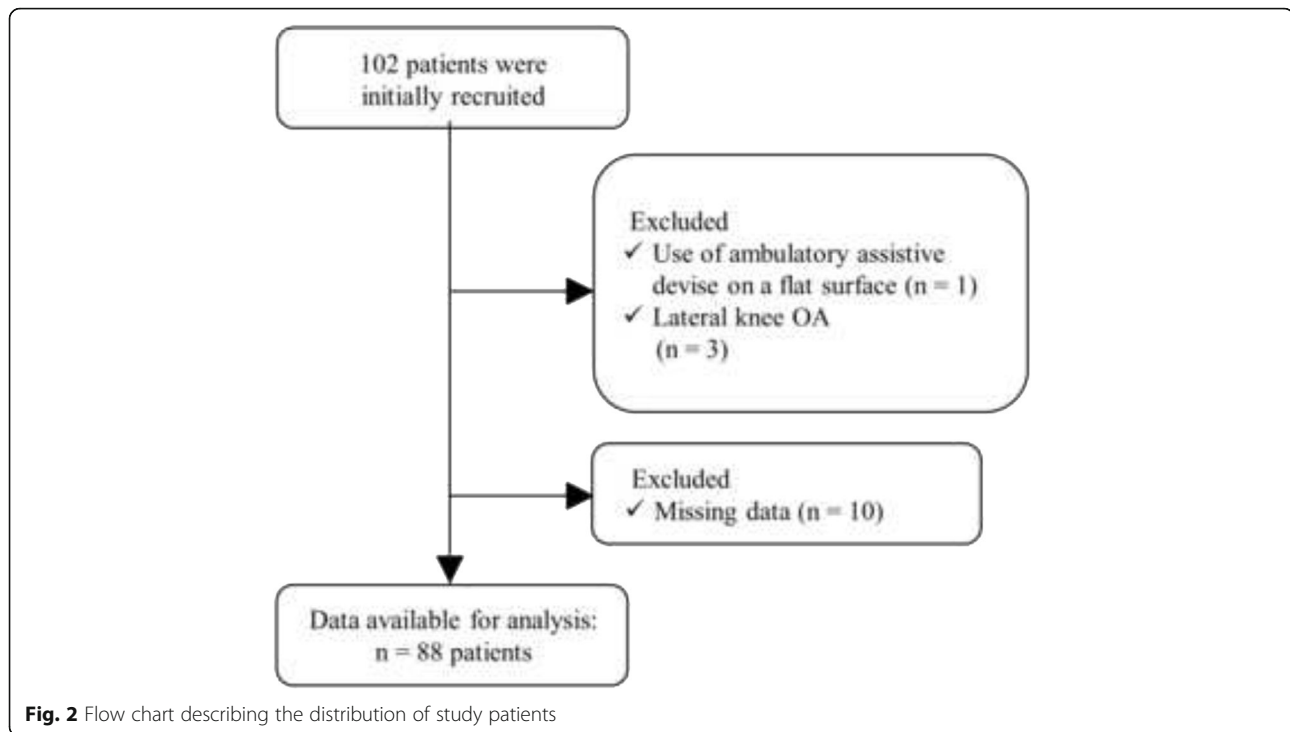 102 patients were
initially recruited
Excluded
✓ Use of ambulatory assistive
devise on a flat surface (n = 1)
✓ Lateral knee OA
(n = 3)
Excluded
✓ Missing data (n = 10)
Data available for analysis:
n = 88 patients
Fig. 2 Flow chart describing the distribution of study patients